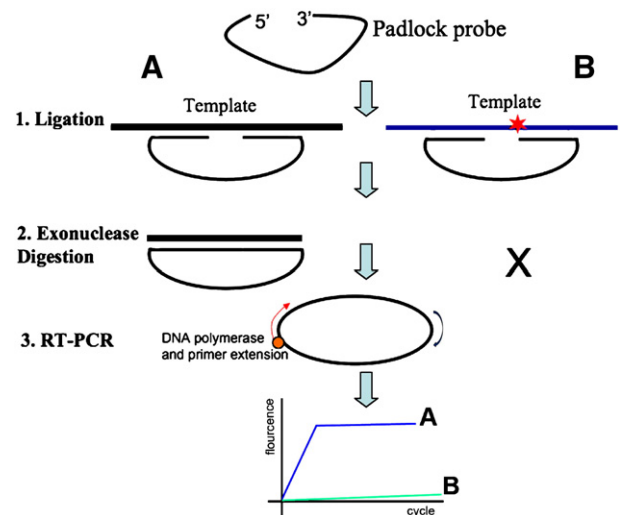 5’ 3’
Padlock probe
A
B
1. Ligation
Template
Template
2. Exonuclease
Digestion
X
3. RT-PCR
DNA polymerase
and primer extension
flourcence
A
B
cycle